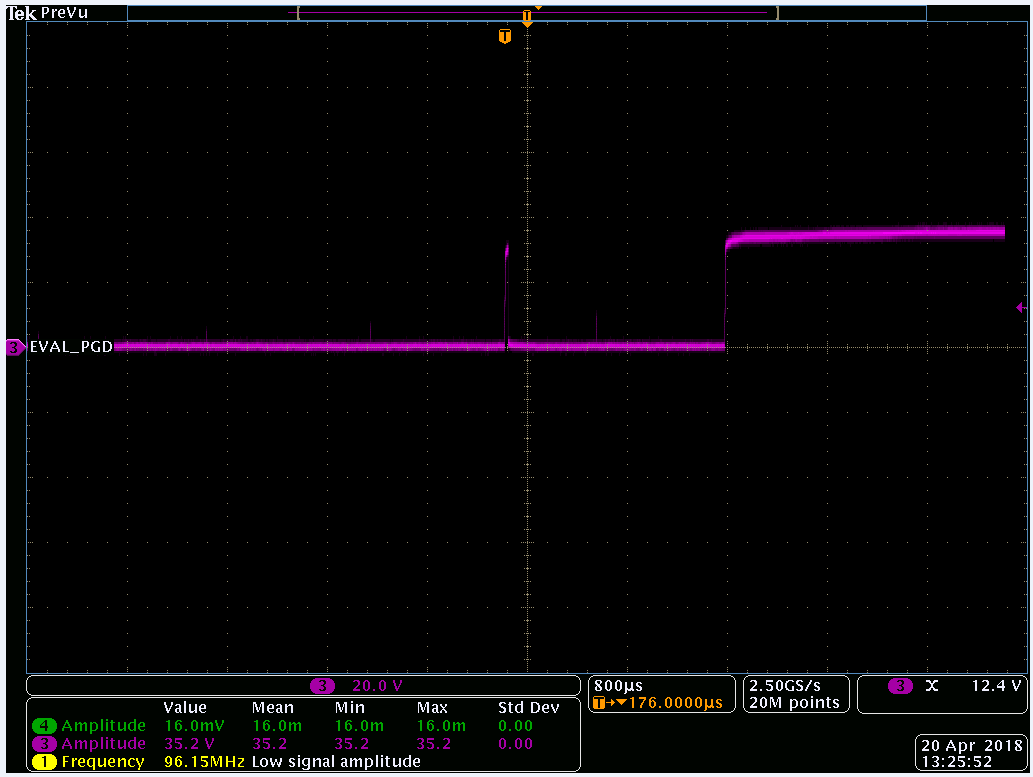 Tek PreVu
T
T
3 EVAL_PGD
3 20.0 V
800µs
T→▼176.0000µs
2.50GS/s
20M points
3 12.4 V
Value Mean Min Max Std Dev
4 Amplitude 16.0mV 16.0m 16.0m 16.0m 0.00
3 Amplitude 35.2 V 35.2 35.2 35.2 0.00
1 Frequency 96.15MHz Low signal amplitude
20 Apr 2018
13:25:52